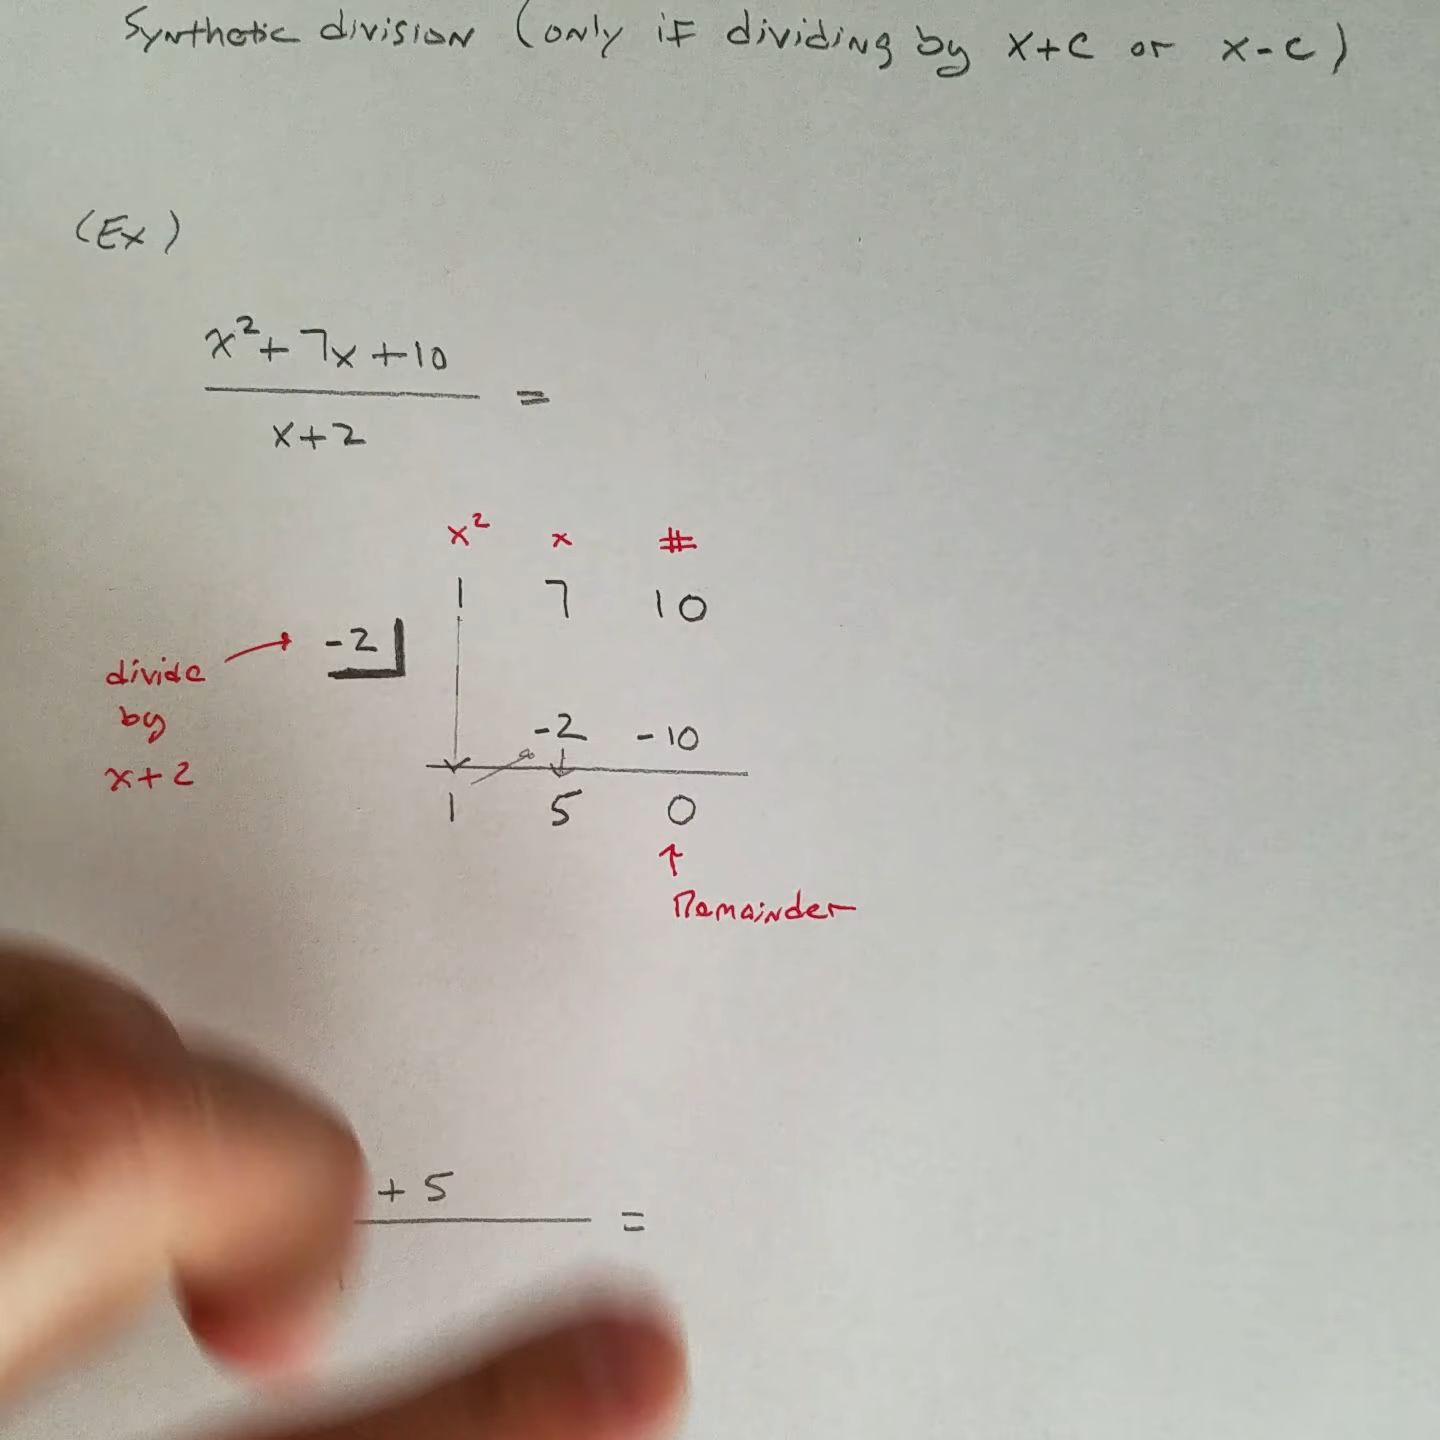 Synthetic division (only if dividing by x+c or x-c)
(Ex)
x²+7x+10
=
x+2
x² x #
1 7 10
-2
divide
by
x+2
-2 -10
1 5 0
↑
Remainder
+ 5
=